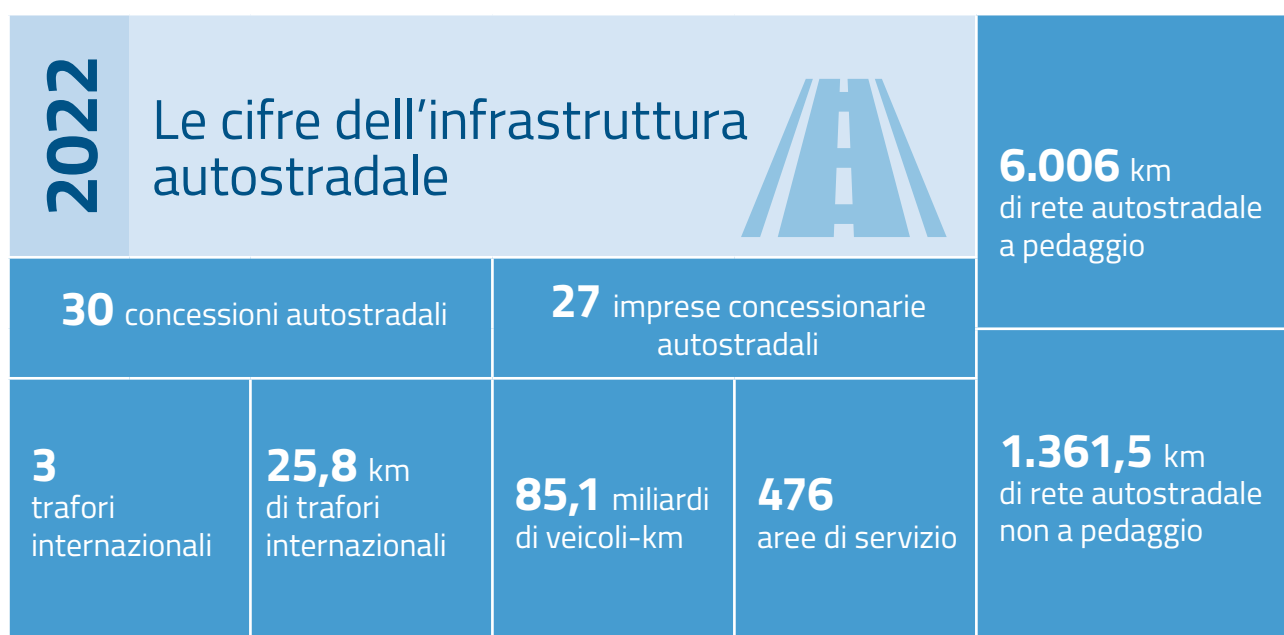 2022
Le cifre dell'infrastruttura
autostradale
6.006 km
di rete autostradale
a pedaggio
30 concessioni autostradali
27 imprese concessionarie
autostradali
3
trafori
internazionali
25,8 km
di trafori
internazionali
85,1 miliardi
di veicoli-km
476
aree di servizio
1.361,5 km
di rete autostradale
non a pedaggio